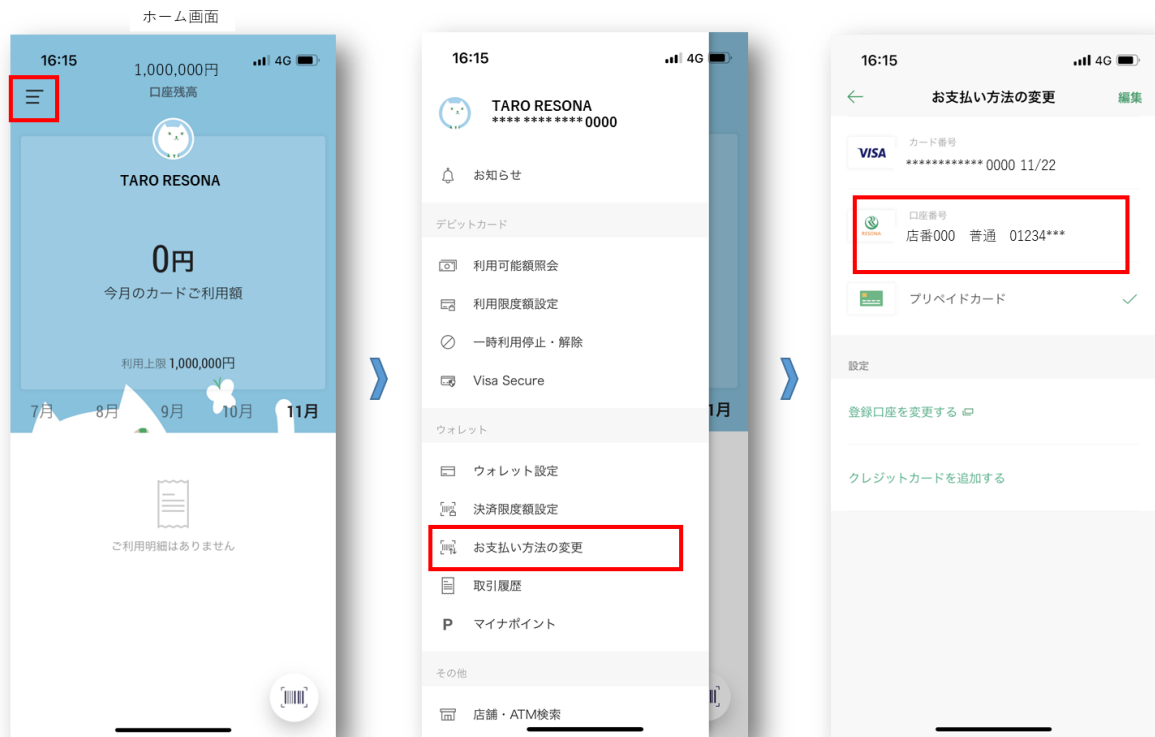 ホーム画面
16:15
4G
1,000,000円
口座残高
TARO RESONA
0円
今月のカードご利用額
利用上限 1,000,000円
7月 8月 9月 10月 11月
ご利用明細はありません
16:15
4G
TARO RESONA
**** **** **** 0000
お知らせ
デビットカード
利用可能額照会
利用限度額設定
一時利用停止・解除
Visa Secure
ウォレット
ウォレット設定
決済限度額設定
お支払い方法の変更
取引履歴
P マイナポイント
その他
店舗・ATM検索
1月
16:15
4G
お支払い方法の変更
編集
VISA
カード番号
************ 0000 11/22
RESONA
口座番号
店番000 普通 01234***
プリペイドカード
設定
登録口座を変更する
クレジットカードを追加する